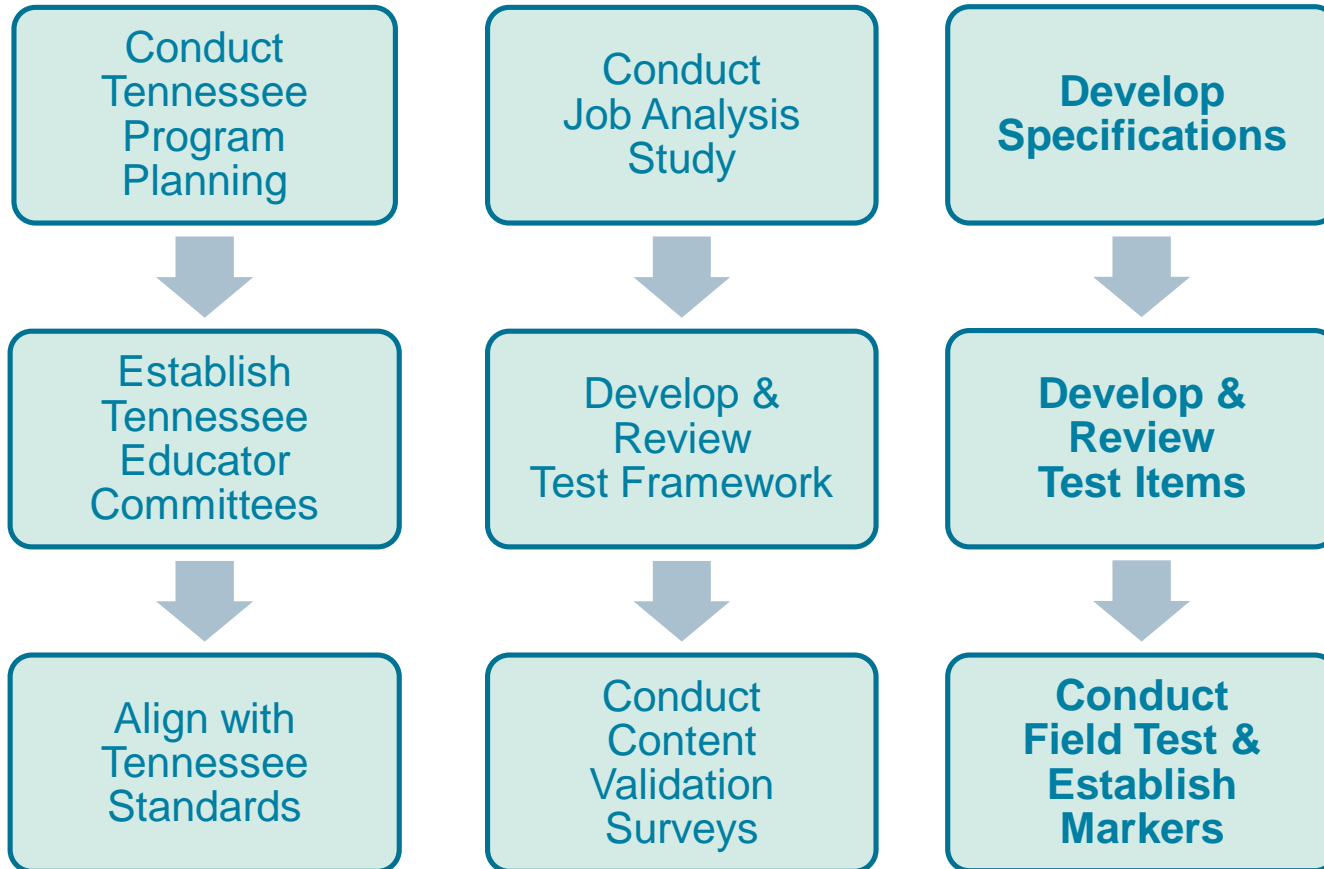 Conduct
Tennessee
Program
Planning
Establish
Tennessee
Educator
Committees
Align with
Tennessee
Standards
Conduct
Job Analysis
Study
Develop &
Review
Test Framework
Conduct
Content
Validation
Surveys
Develop
Specifications
Develop &
Review
Test Items
Conduct
Field Test &
Establish
Markers